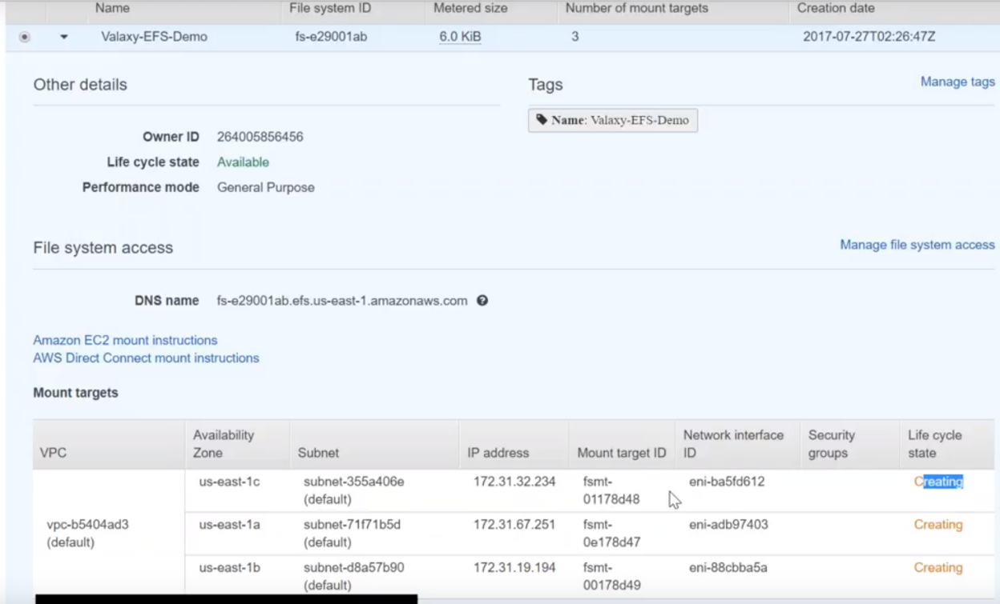 Name File system ID Metered size Number of mount targets Creation date
Valaxy-EFS-Demo fs-e29001ab 6.0 KiB 3 2017-07-27T02:26:47Z
Other details Tags Manage tags
Name: Valaxy-EFS-Demo
Owner ID 264005856456
Life cycle state Available
Performance mode General Purpose
File system access Manage file system access
DNS name fs-e29001ab.efs.us-east-1.amazonaws.com
Amazon EC2 mount instructions
AWS Direct Connect mount instructions
Mount targets
VPC Availability Zone Subnet IP address Mount target ID Network interface ID Security groups Life cycle state
us-east-1c subnet-355a406e (default) 172.31.32.234 fsmt-01178d48 eni-ba5fd612 Creating
vpc-b5404ad3 (default) us-east-1a subnet-71f71b5d (default) 172.31.67.251 fsmt-0e178d47 eni-adb97403 Creating
us-east-1b subnet-d8a57b90 (default) 172.31.19.194 fsmt-00178d49 eni-88cbba5a Creating